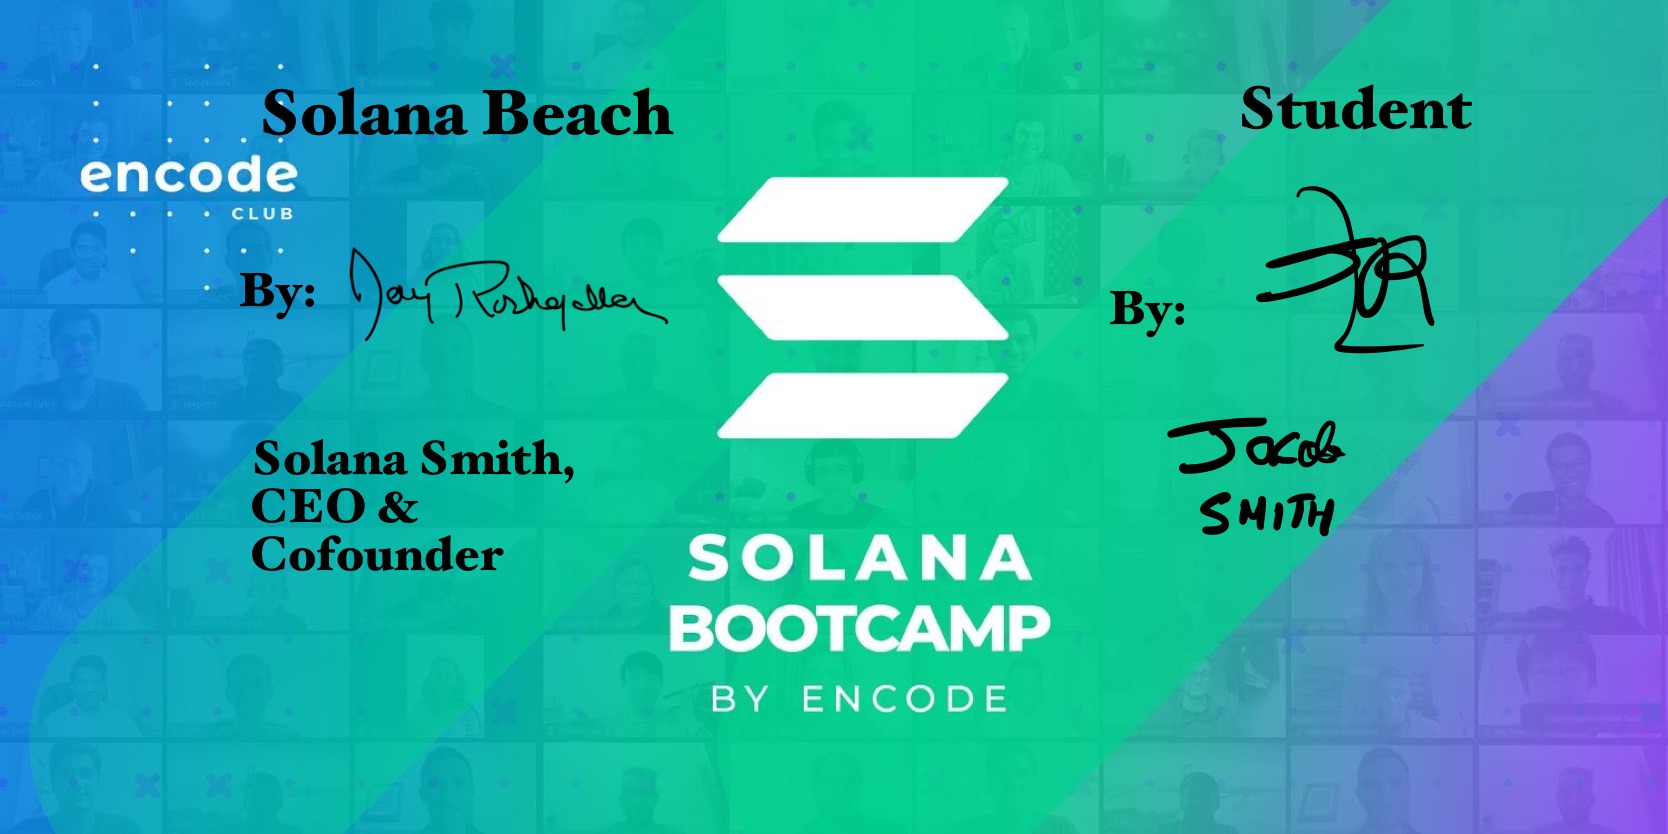 Solana Beach
encode
CLUB
By:
Solana Smith,
CEO &
Cofounder
SOLANA
BOOTCAMP
BY ENCODE
Student
By:
Jacob
SMITH